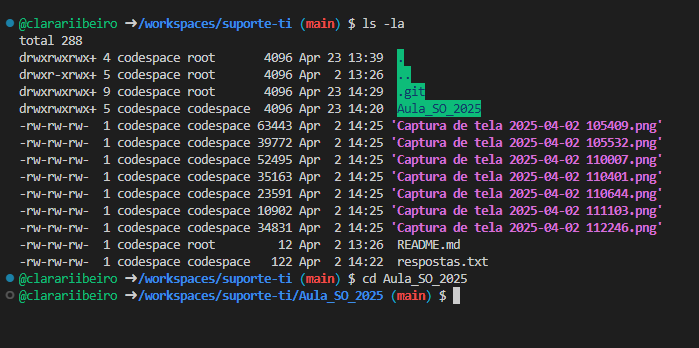 @clarariibeiro ➜/workspaces/suporte-ti (main) $ ls -la
total 288
drwxrwxrwx+ 4 codespace root       4096 Apr 23 13:39  .
drwxr-xrwx+ 5 codespace root       4096 Apr  2 13:26  ..
drwxrwxrwx+ 9 codespace root       4096 Apr 23 14:29  .git
drwxrwxrwx+ 5 codespace codespace  4096 Apr 23 14:20  Aula_SO_2025
-rw-rw-rw-  1 codespace codespace 63443 Apr  2 14:25 'Captura de tela 2025-04-02 105409.png'
-rw-rw-rw-  1 codespace codespace 39772 Apr  2 14:25 'Captura de tela 2025-04-02 105532.png'
-rw-rw-rw-  1 codespace codespace 52495 Apr  2 14:25 'Captura de tela 2025-04-02 110007.png'
-rw-rw-rw-  1 codespace codespace 35163 Apr  2 14:25 'Captura de tela 2025-04-02 110401.png'
-rw-rw-rw-  1 codespace codespace 23591 Apr  2 14:25 'Captura de tela 2025-04-02 110644.png'
-rw-rw-rw-  1 codespace codespace 10902 Apr  2 14:25 'Captura de tela 2025-04-02 111103.png'
-rw-rw-rw-  1 codespace codespace 34831 Apr  2 14:25 'Captura de tela 2025-04-02 112246.png'
-rw-rw-rw-  1 codespace root         12 Apr  2 13:26  README.md
-rw-rw-rw-  1 codespace codespace   122 Apr  2 14:22  respostas.txt
@clarariibeiro ➜/workspaces/suporte-ti (main) $ cd Aula_SO_2025
@clarariibeiro ➜/workspaces/suporte-ti/Aula_SO_2025 (main) $